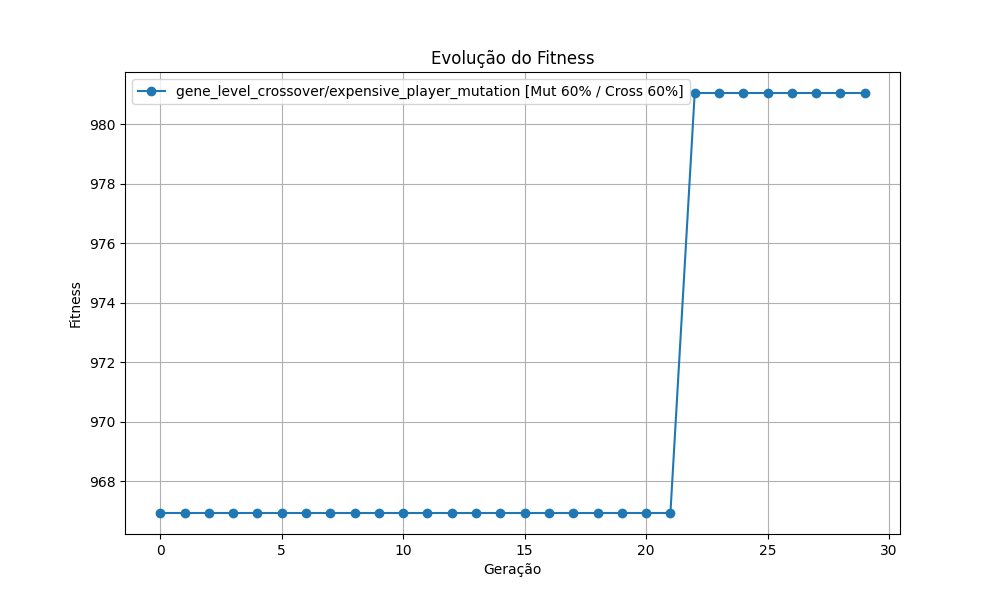 Evolução do Fitness
gene_level_crossover/expensive_player_mutation [Mut 60% / Cross 60%]
980
978
976
974
972
970
968
Fitness
0 5 10 15 20 25 30
Geração